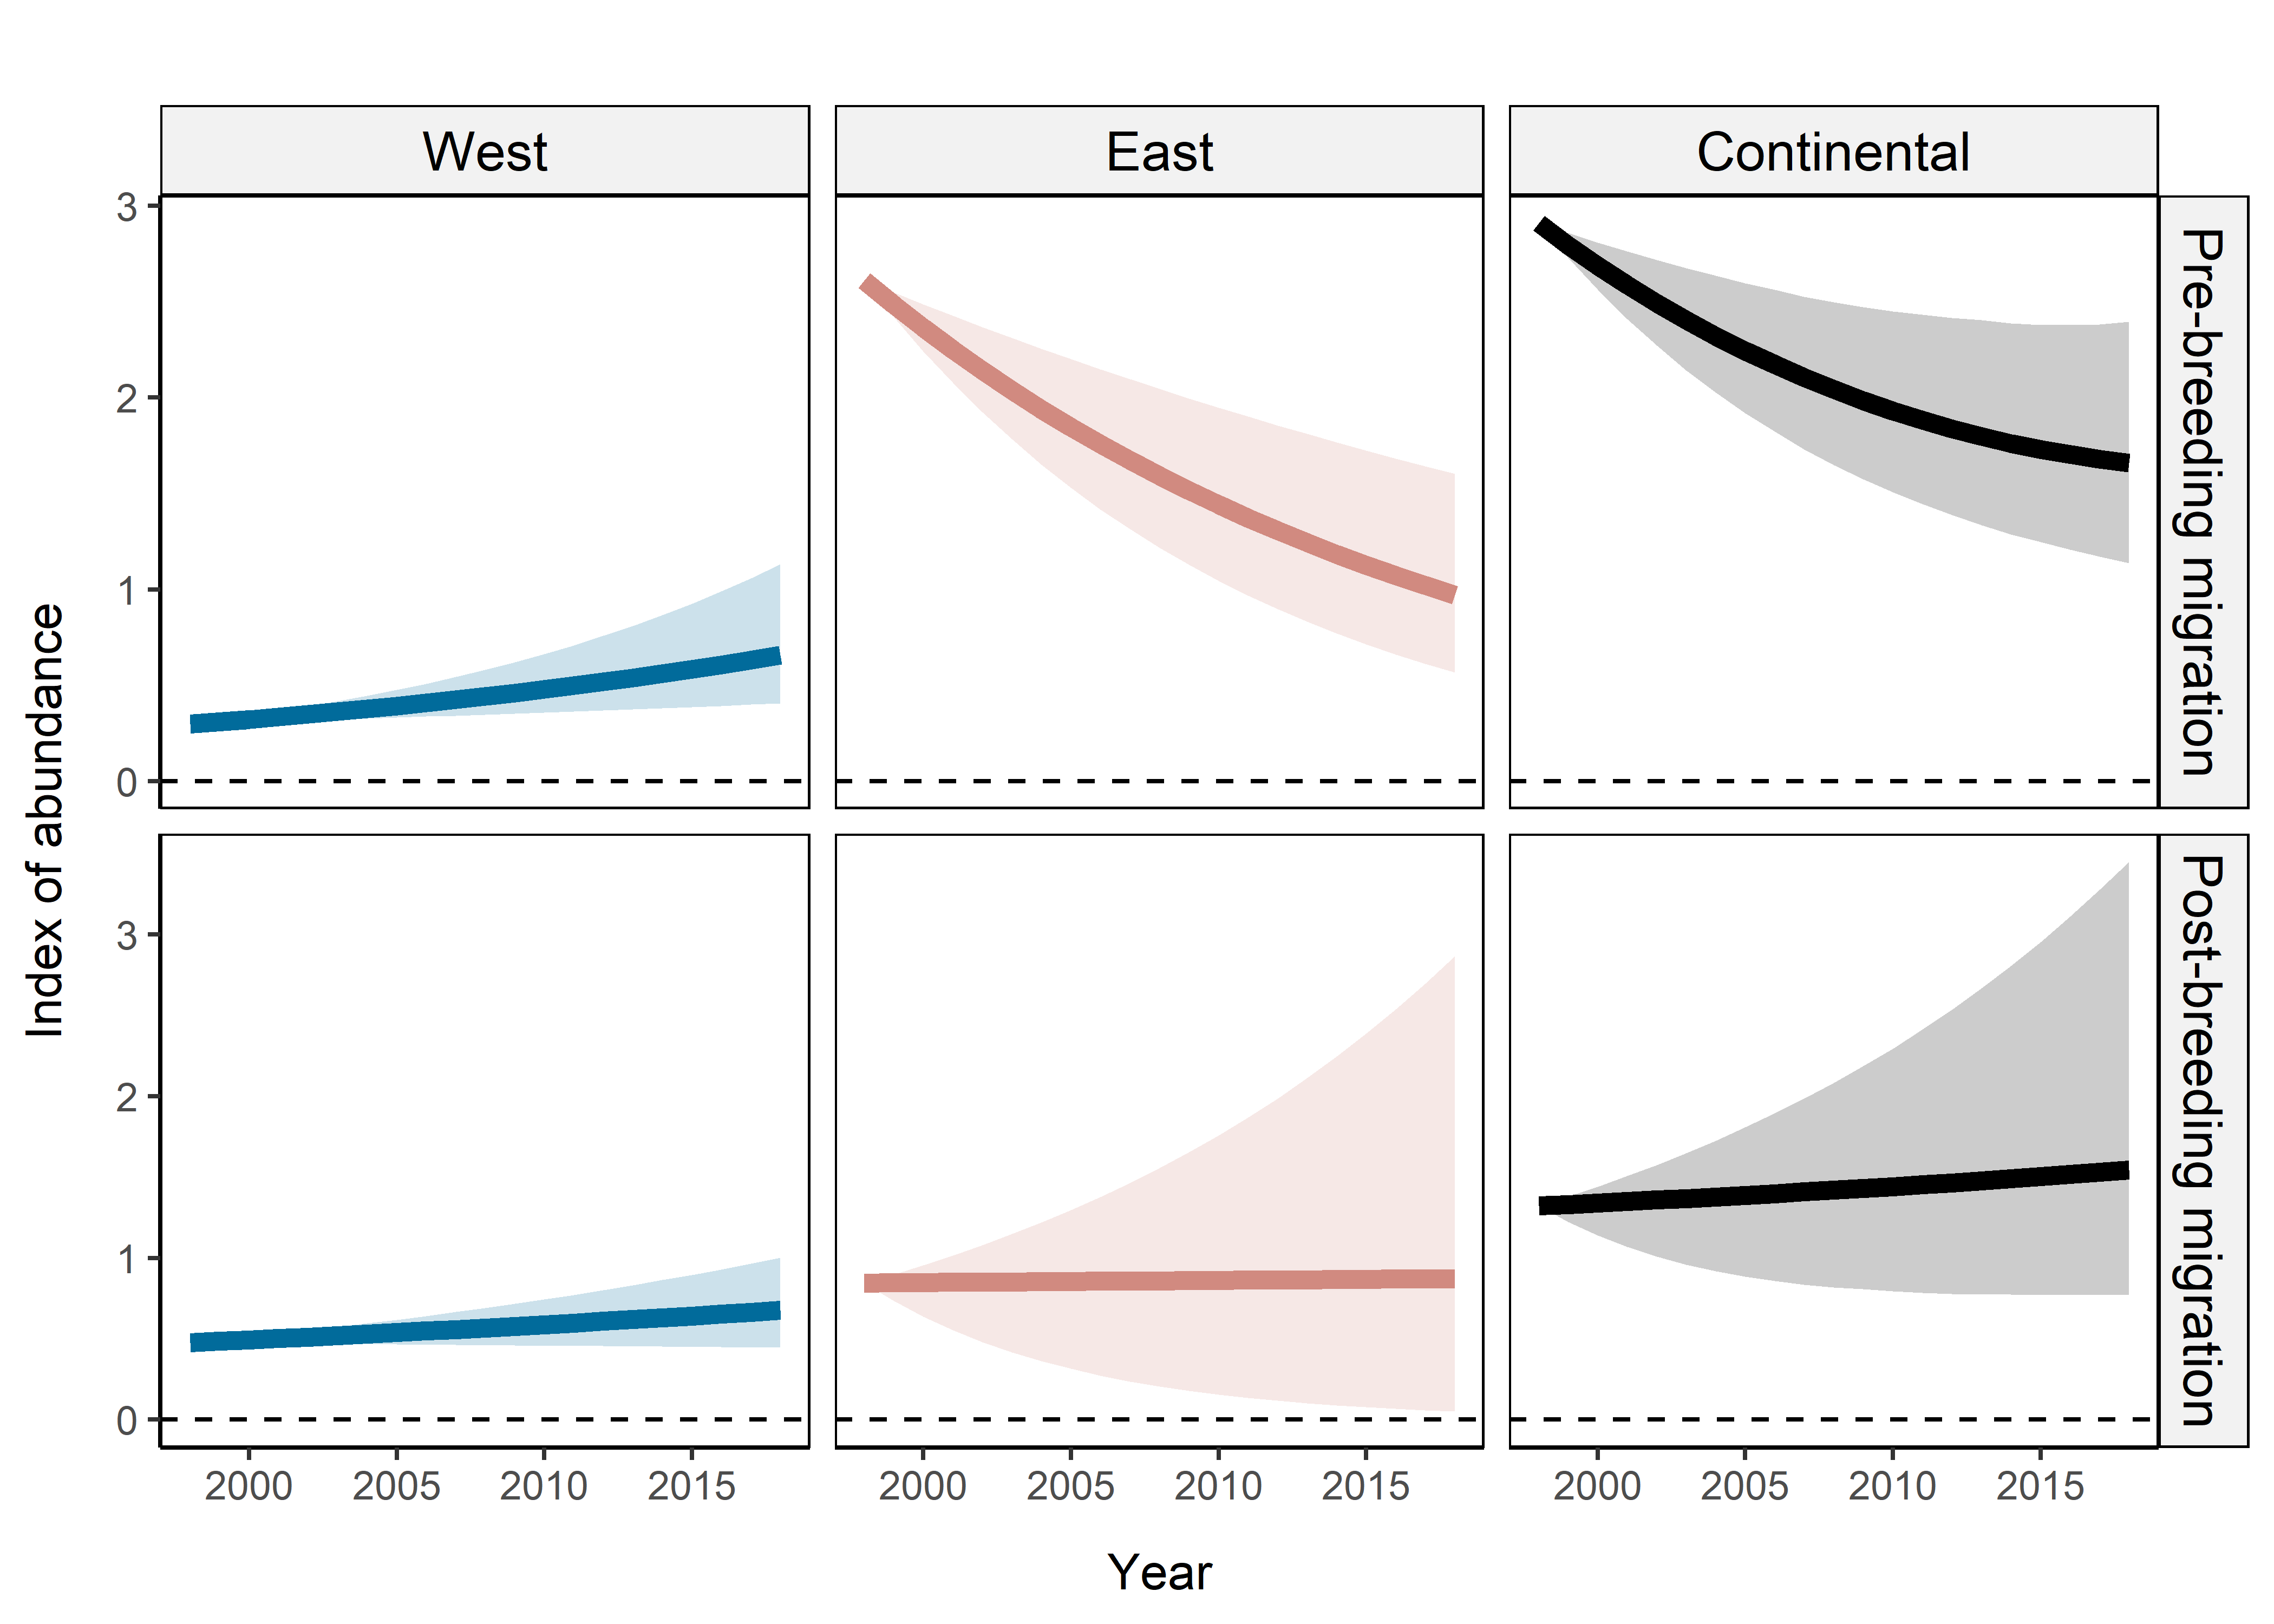 West
East
Continental
3
2
1
0
Pre-breeding migration
Index of abundance
3
2
1
0
Post-breeding migration
2000 2005 2010 2015
2000 2005 2010 2015
2000 2005 2010 2015
Year